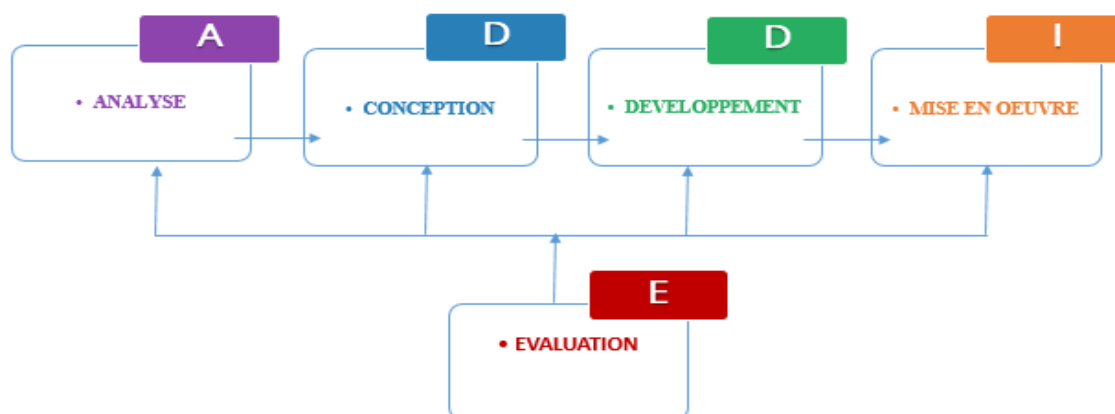 A
D
D
I
• ANALYSE
• CONCEPTION
• DEVELOPPEMENT
• MISE EN OEUVRE
E
• EVALUATION